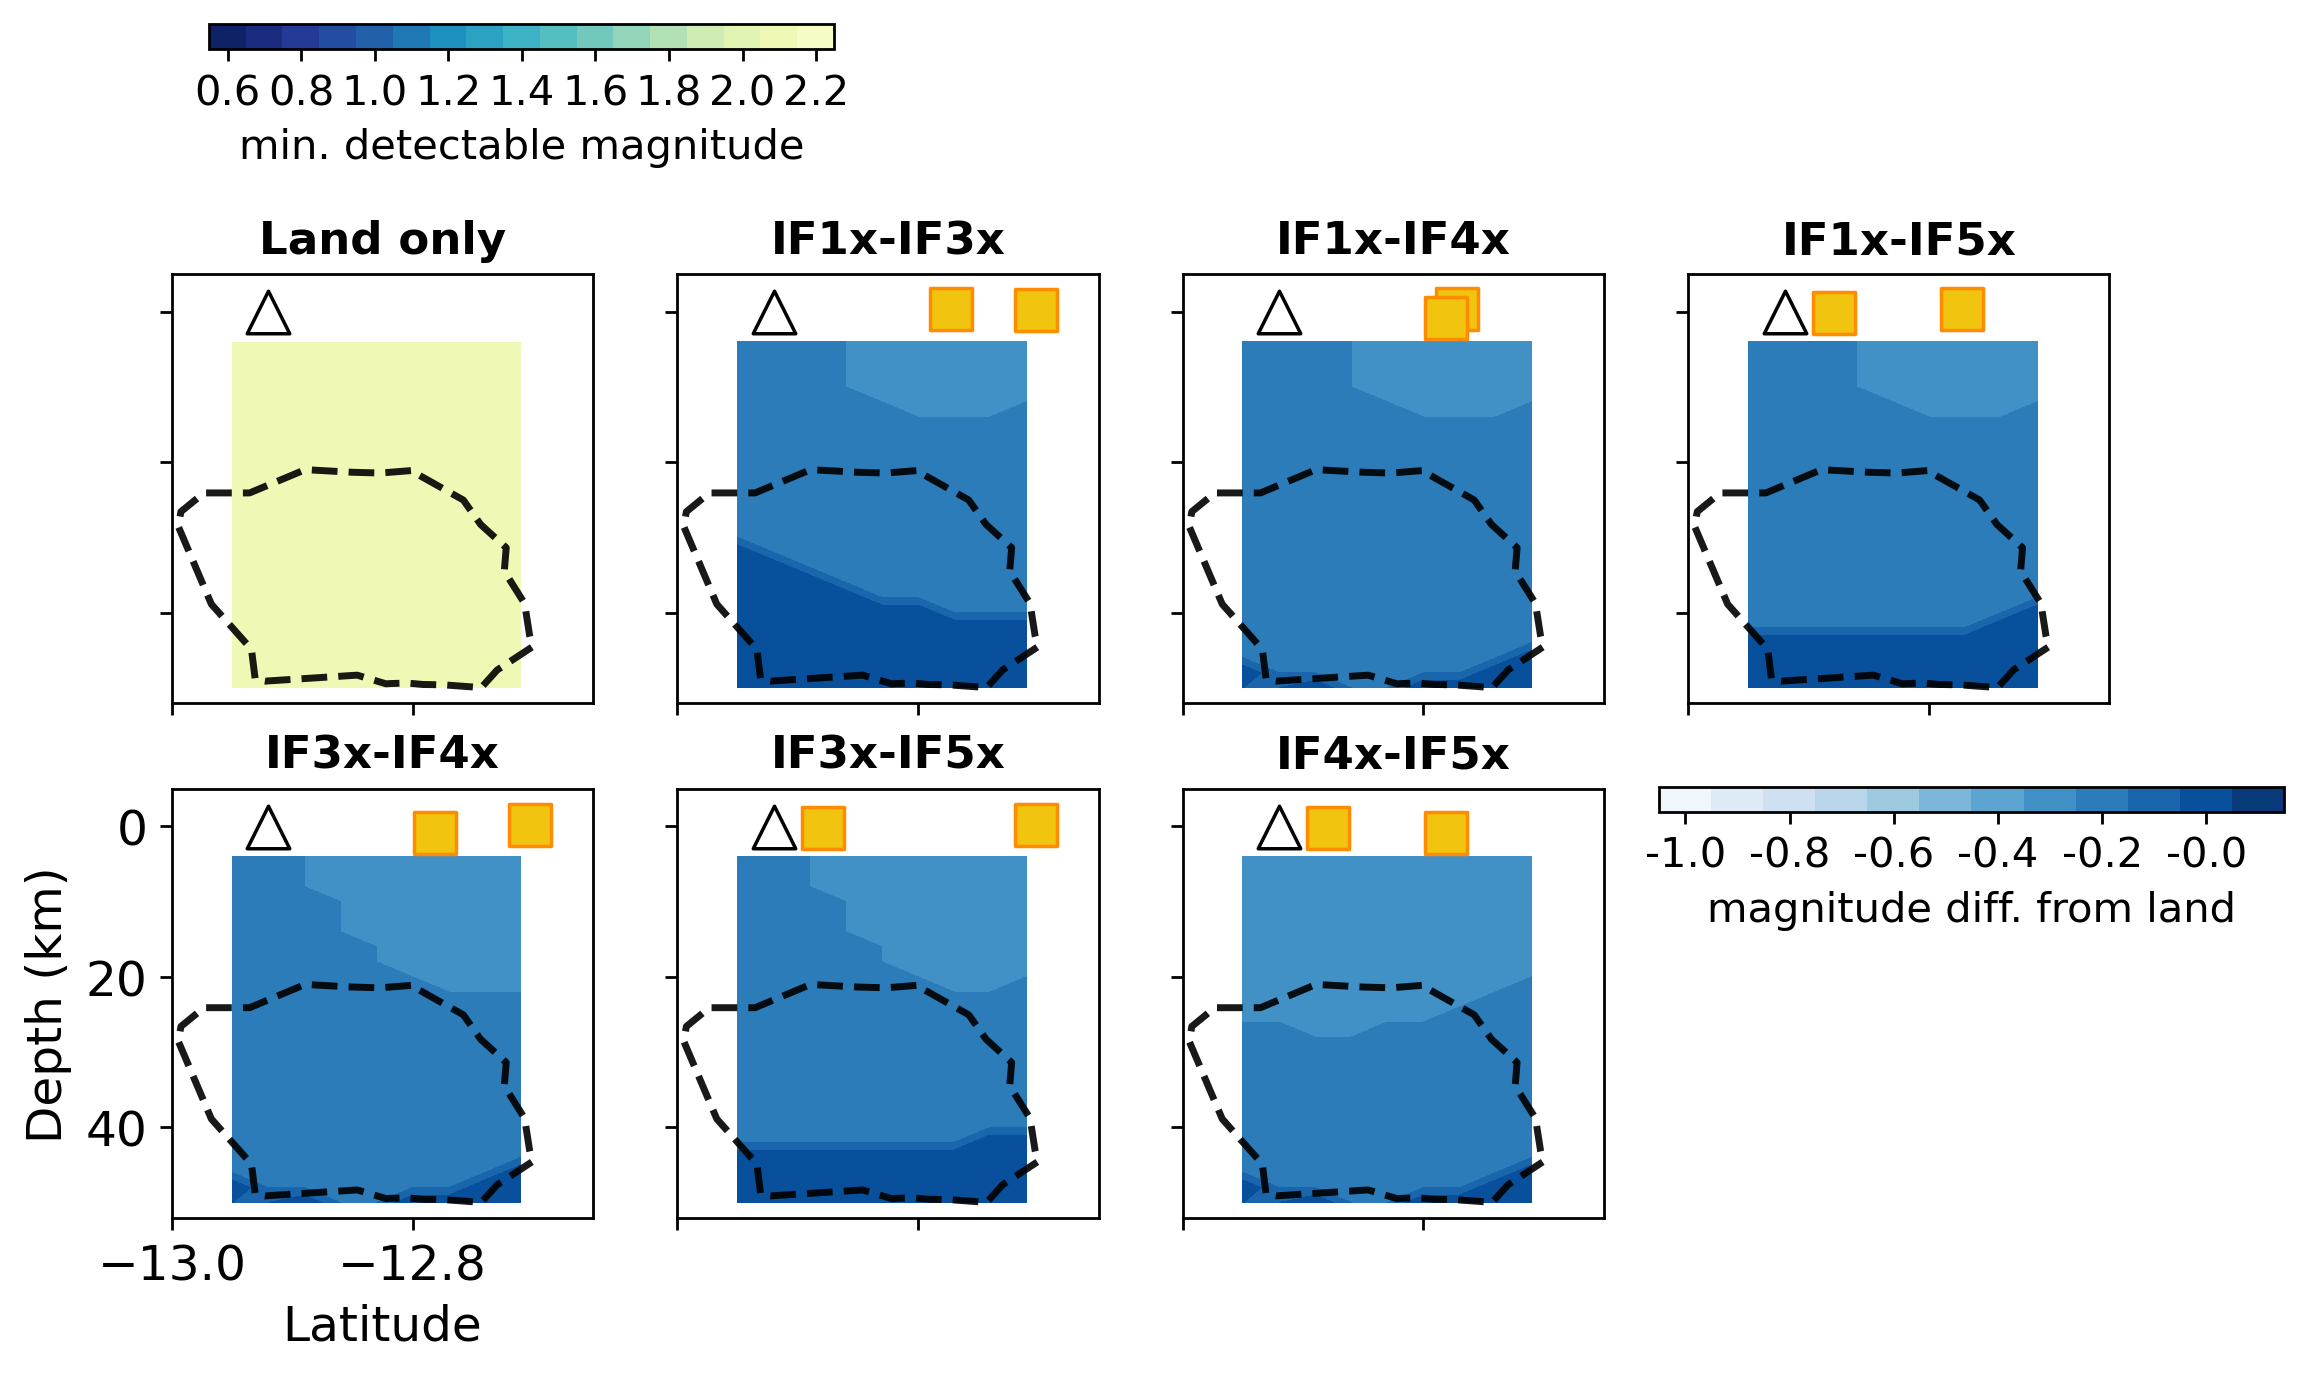 0.6 0.8 1.0 1.2 1.4 1.6 1.8 2.0 2.2
min. detectable magnitude
Land only
IF1x-IF3x
IF1x-IF4x
IF1x-IF5x
IF3x-IF4x
IF3x-IF5x
IF4x-IF5x
-1.0 -0.8 -0.6 -0.4 -0.2 -0.0
magnitude diff. from land
0
20
40
Depth (km)
−13.0 −12.8
Latitude